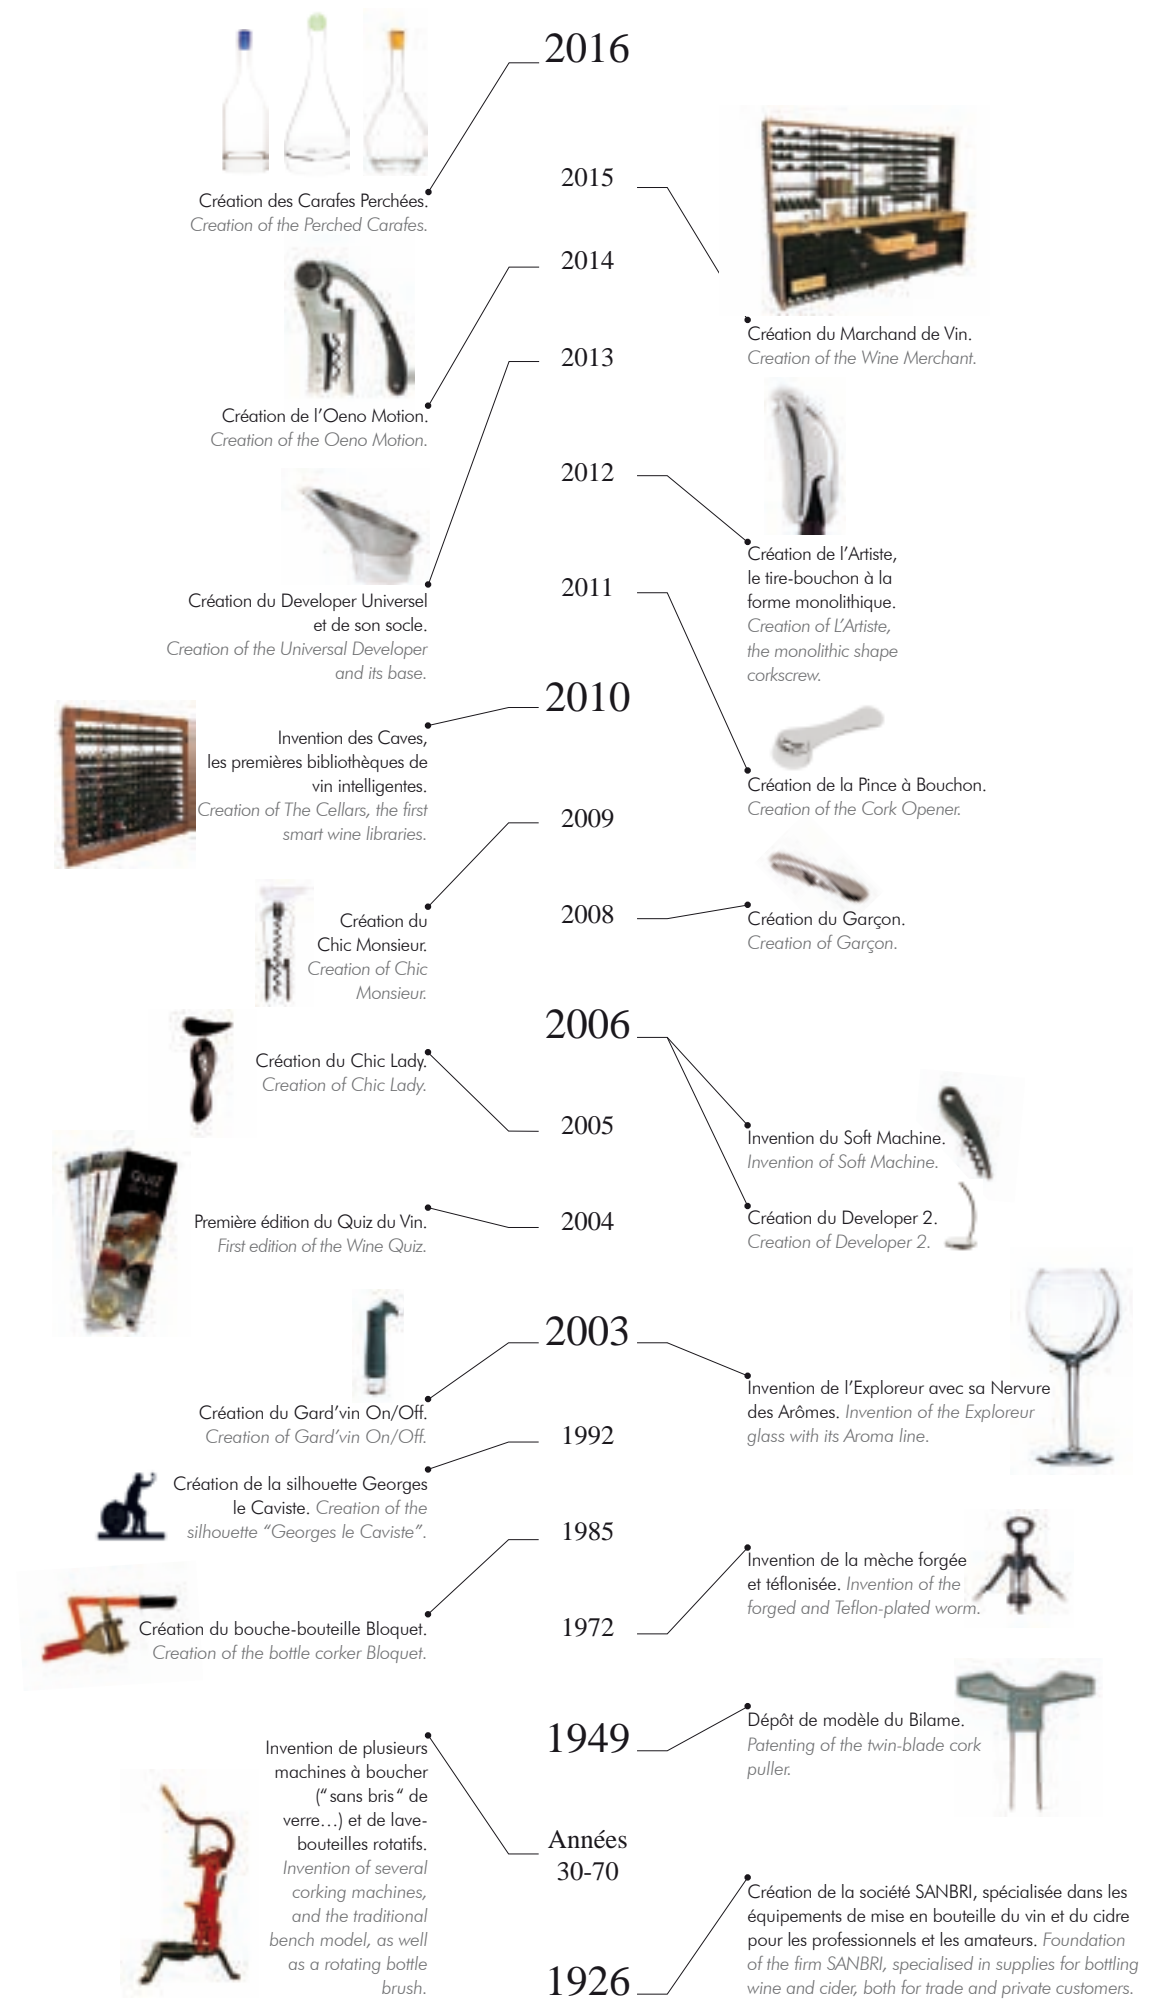 2016
Création des Carafes Perchées.
Creation of the Perched Carafes.
2015
Création du Marchand de Vin.
Creation of the Wine Merchant.
2014
Création de l'Oeno Motion.
Creation of the Oeno Motion.
2013
Création du Developer Universel
et de son socle.
Creation of the Universal Developer
and its base.
2012
Création de l'Artiste,
le tire-bouchon à la
forme monolithique.
Creation of L'Artiste,
the monolithic shape
corkscrew.
2011
Création de la Pince à Bouchon.
Creation of the Cork Opener.
2010
Invention des Caves,
les premières bibliothèques de
vin intelligentes.
Creation of The Cellars, the first
smart wine libraries.
2009
Création du
Chic Monsieur.
Creation of Chic
Monsieur.
2008
Création du Garçon.
Creation of Garçon.
2006
Invention du Soft Machine.
Invention of Soft Machine.
Création du Developer 2.
Creation of Developer 2.
2005
Création du Chic Lady.
Creation of Chic Lady.
2004
Première édition du Quiz du Vin.
First edition of the Wine Quiz.
QUIZ
2003
Création du Gard'vin On/Off.
Creation of Gard'vin On/Off.
Invention de l'Exploreur avec sa Nervure
des Arômes. Invention of the Exploreur
glass with its Aroma line.
1992
Création de la silhouette Georges
le Caviste. Creation of the
silhouette "Georges le Caviste".
1985
Création du bouche-bouteille Bloquet.
Creation of the bottle corker Bloquet.
1972
Invention de la mèche forgée
et téflonisée. Invention of the
forged and Teflon-plated worm.
1949
Dépôt de modèle du Bilame.
Patenting of the twin-blade cork
puller.
Années
30-70
Invention de plusieurs
machines à boucher
("sans bris" de
verre...) et de lave-
bouteilles rotatifs.
Invention of several
corking machines,
and the traditional
bench model, as well
as a rotating bottle
brush.
1926
Création de la société SANBRI, spécialisée dans les
équipements de mise en bouteille du vin et du cidre
pour les professionnels et les amateurs. Foundation
of the firm SANBRI, specialised in supplies for bottling
wine and cider, both for trade and private customers.